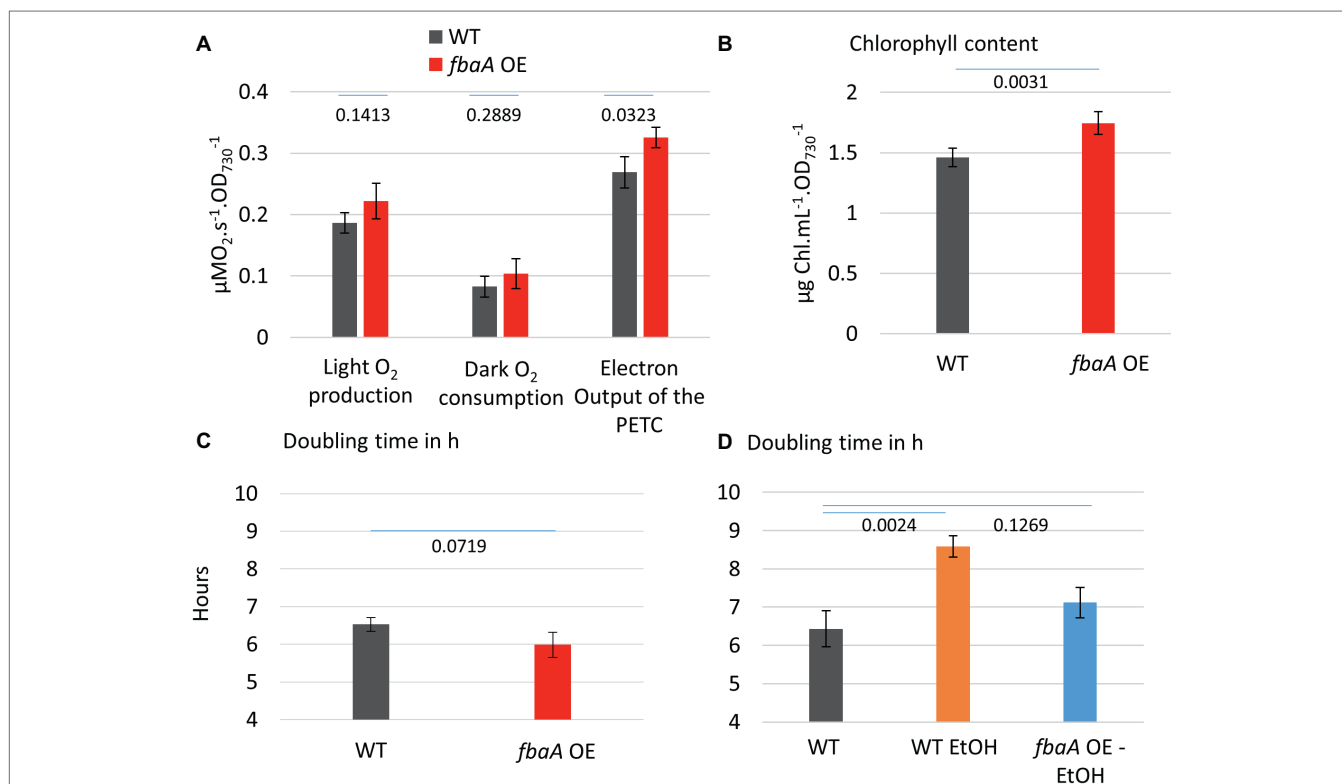 A
WT
fbaA OE
0.4
0.3
0.2
0.1
0
µMO₂.s⁻¹.OD₇₃₀⁻¹
0.1413
0.2889
0.0323
Light O₂
production
Dark O₂
consumption
Electron
Output of the
PETC
B
Chlorophyll content
0.0031
2
1.5
1
0.5
0
µg Chl.mL⁻¹.OD₇₃₀⁻¹
WT
fbaA OE
C
Doubling time in h
10
9
8
7
6
5
4
Hours
0.0719
WT
fbaA OE
D Doubling time in h
10
9
8
7
6
5
4
0.0024
0.1269
WT
WT EtOH
fbaA OE -
EtOH